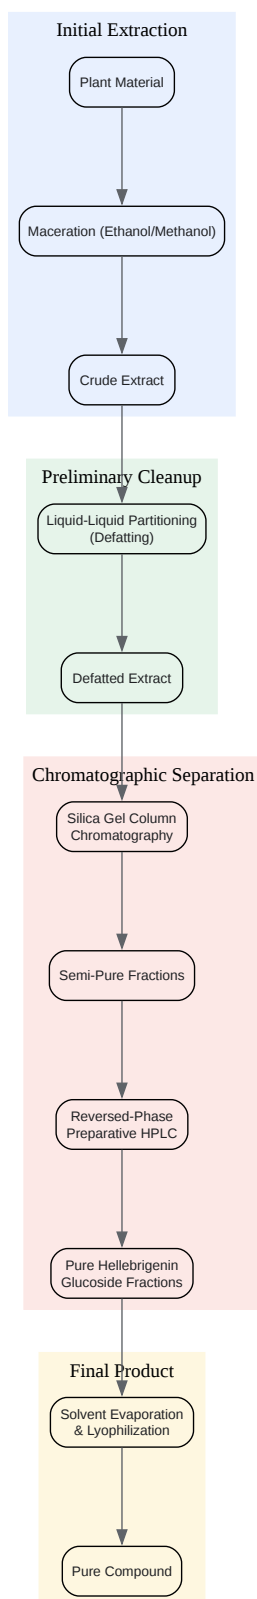 Initial Extraction
Plant Material
Maceration (Ethanol/Methanol)
Crude Extract
Preliminary Cleanup
Liquid-Liquid Partitioning
(Defatting)
Defatted Extract
Chromatographic Separation
Silica Gel Column
Chromatography
Semi-Pure Fractions
Reversed-Phase
Preparative HPLC
Pure Hellebrigenin
Glucoside Fractions
Final Product
Solvent Evaporation
& Lyophilization
Pure Compound